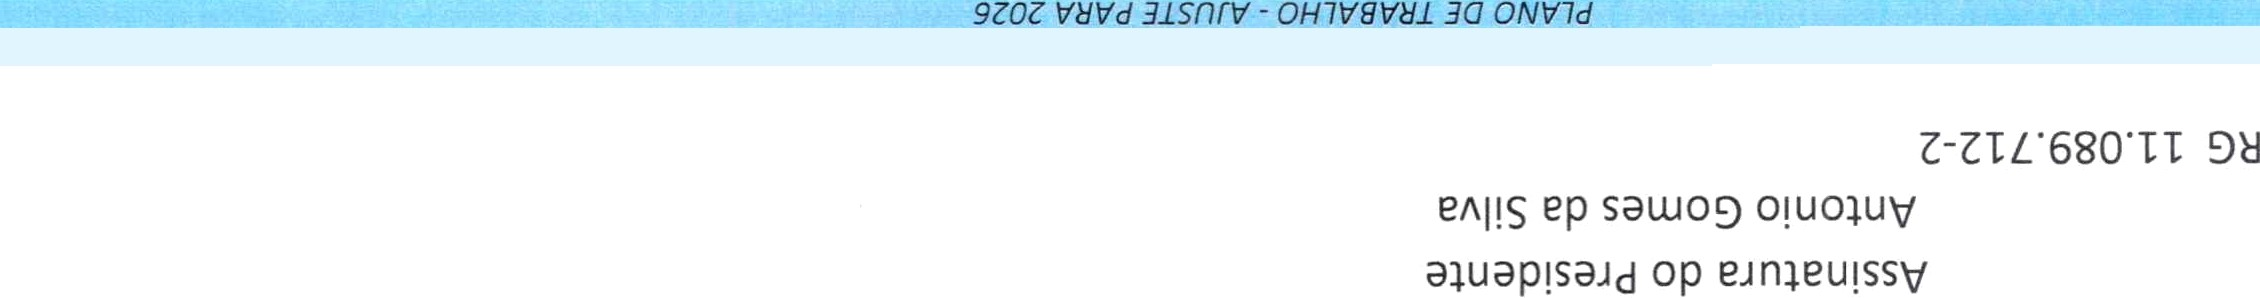 Assinatura do Presidente
Antonio Gomes da Silva
RG 11.089.712-2
PLANO DE TRABALHO - AJUSTE PARA 2026